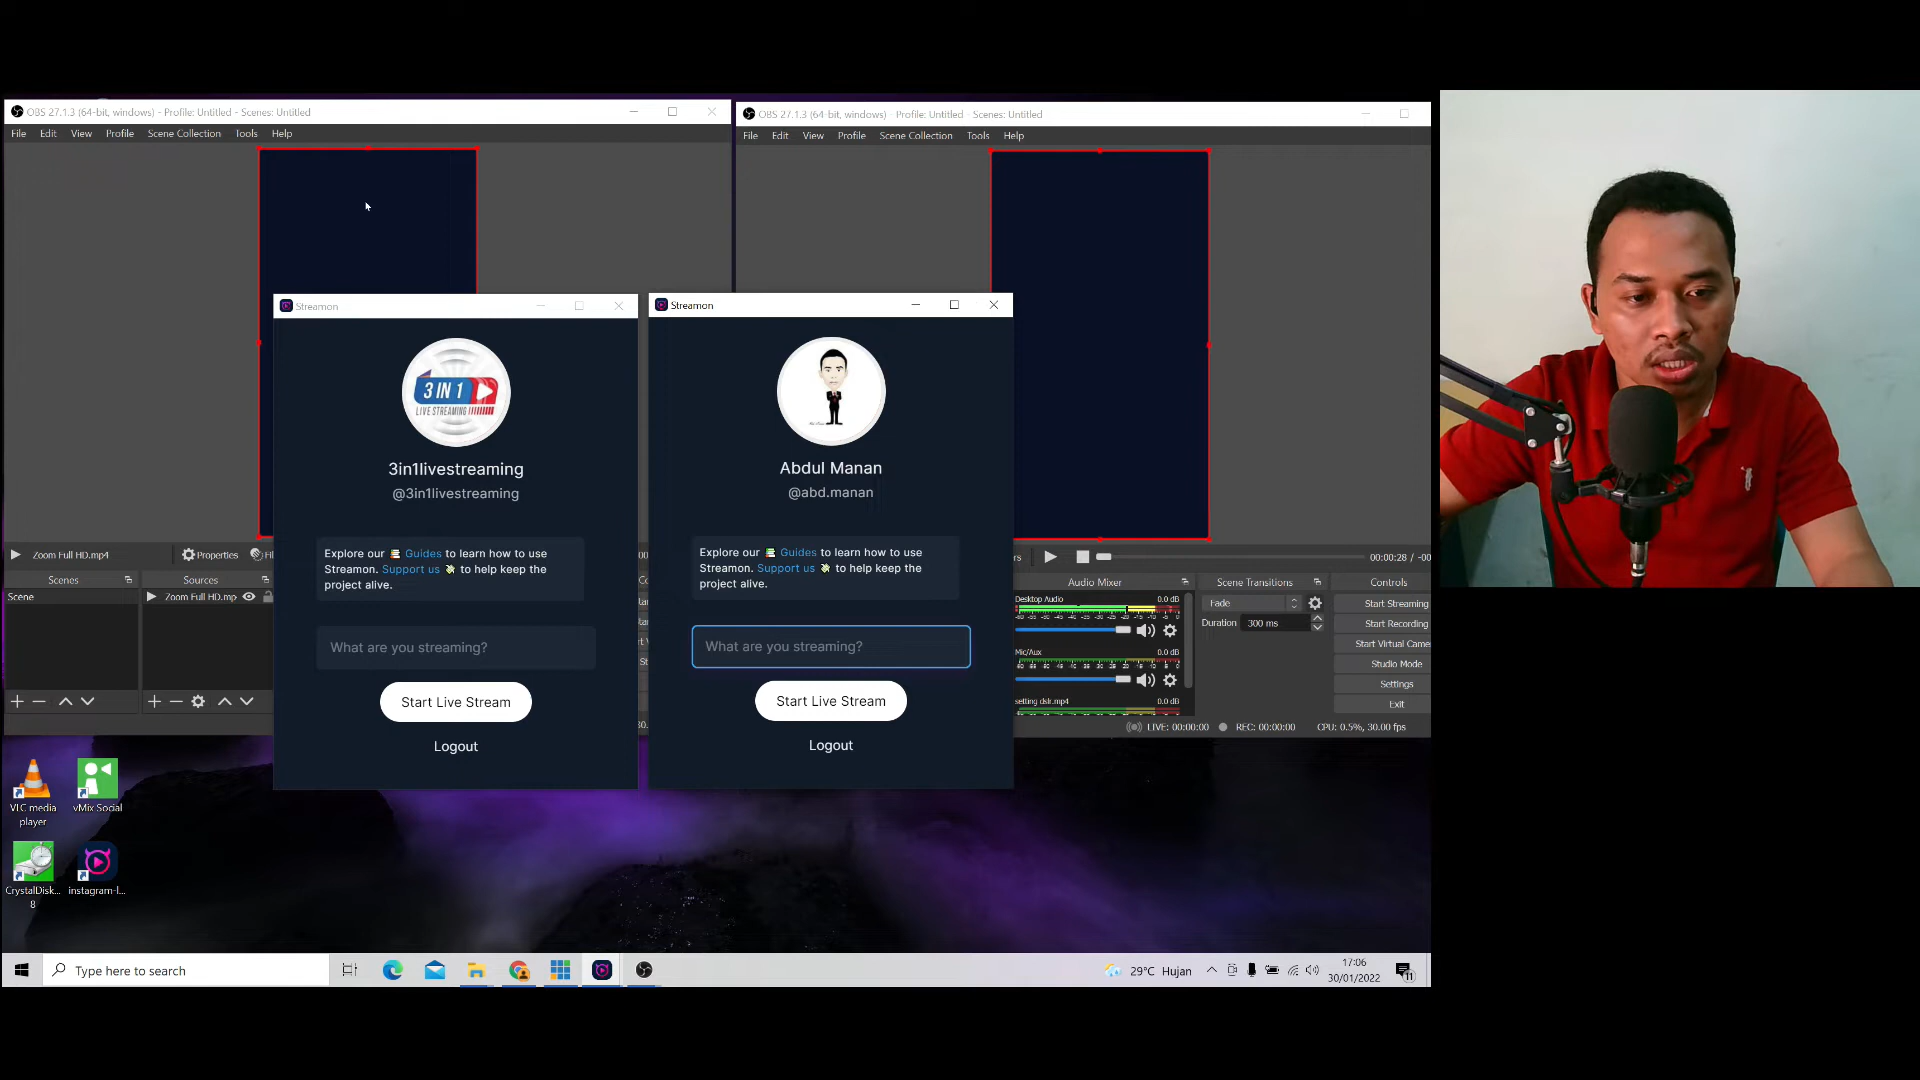 OBS 27.1.3 (64-bit, windows) - Profile: Untitled - Scenes: Untitled
File Edit View Profile Scene Collection Tools Help
OBS 27.1.3 (64-bit, windows) - Profile: Untitled - Scenes: Untitled
File Edit View Profile Scene Collection Tools Help
Streamon
3 IN 1
LIVE STREAMING
3in1livestreaming
@3in1livestreaming
Explore our Guides to learn how to use
Streamon. Support us to help keep the
project alive.
What are you streaming?
Start Live Stream
Logout
Streamon
Abdul Manan
@abd.manan
Explore our Guides to learn how to use
Streamon. Support us to help keep the
project alive.
What are you streaming?
Start Live Stream
Logout
Zoom Full HD.mp4
Properties
Scenes
Sources
Scene
Zoom Full HD.mp
00:00:28
Audio Mixer
Scene Transitions
Controls
Desktop Audio 0.0 dB
Mic/Aux 0.0 dB
setting dslr.mp4 0.0 dB
Fade
Duration 300 ms
Start Streaming
Start Recording
Start Virtual Came
Studio Mode
Settings
Exit
LIVE: 00:00:00 REC: 00:00:00 CPU: 0.5%, 30.00 fps
VLC media
player
vMix Social
CrystalDisk...
8
instagram-l...
Type here to search
29°C Hujan
17:06
30/01/2022
11